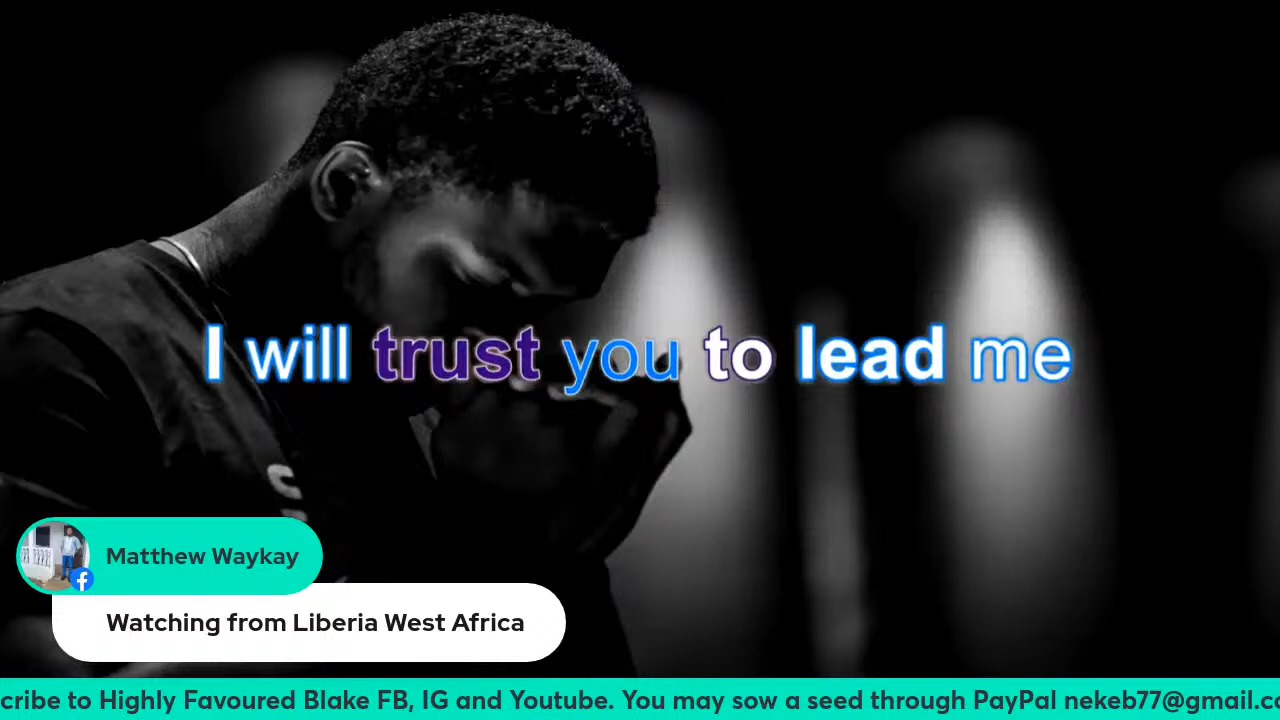 I will trust you to lead me
Matthew Waykay
Watching from Liberia West Africa
cribe to Highly Favoured Blake FB, IG and Youtube. You may sow a seed through PayPal nekeb77@gmail.co